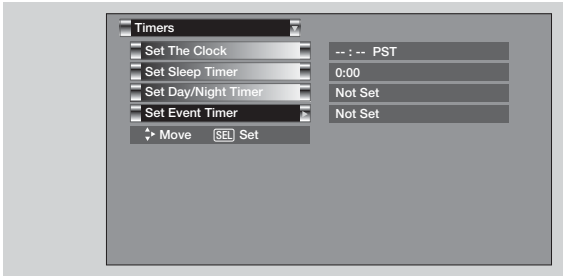 Timers
Set The Clock -- : -- PST
Set Sleep Timer 0:00
Set Day/Night Timer Not Set
Set Event Timer Not Set
Move SEL Set